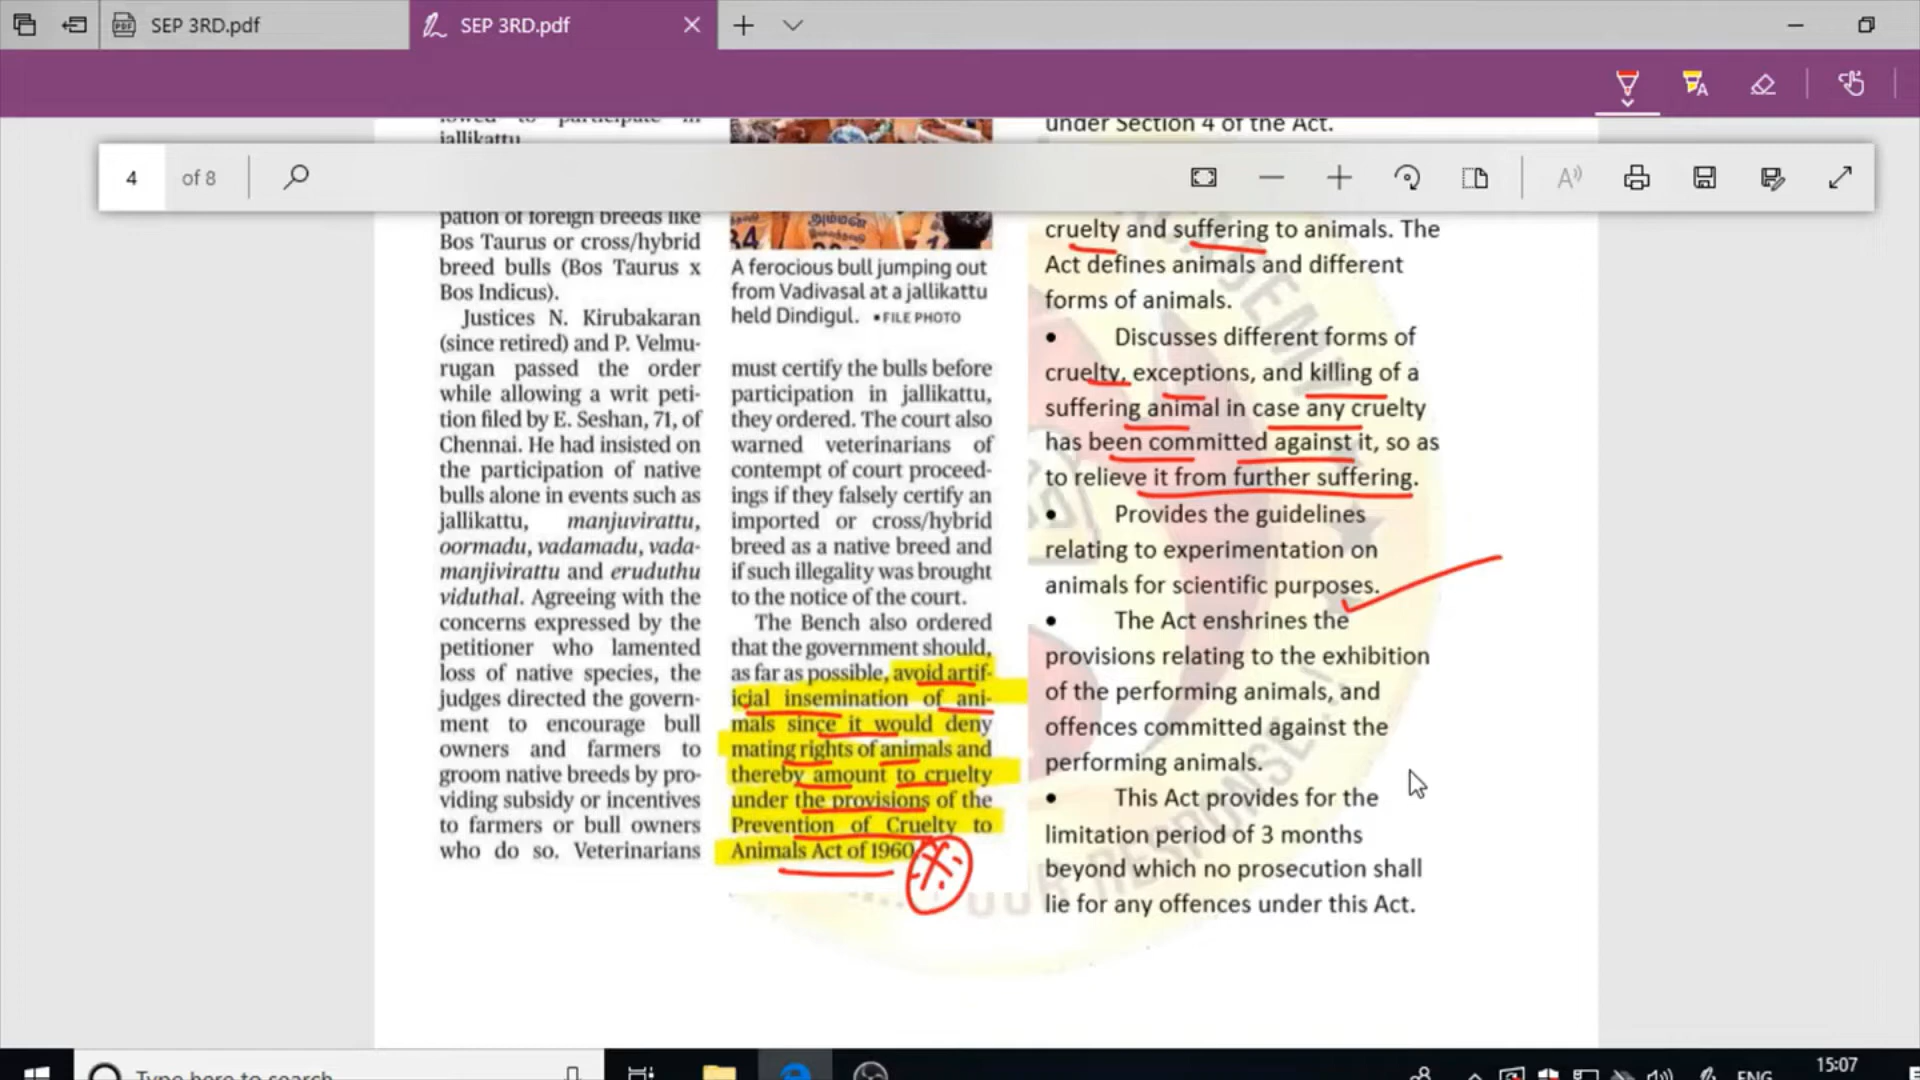 SEP 3RD.pdf
SEP 3RD.pdf
4 of 8
jallikattu
pation of foreign breeds like
Bos Taurus or cross/hybrid
breed bulls (Bos Taurus x
Bos Indicus).
Justices N. Kirubakaran
(since retired) and P. Velmu-
rugan passed the order
while allowing a writ peti-
tion filed by E. Seshan, 71, of
Chennai. He had insisted on
the participation of native
bulls alone in events such as
jallikattu, manjuvirattu,
oormadu, vadamadu, vada-
manjivirattu and eruduthu
viduthal. Agreeing with the
concerns expressed by the
petitioner who lamented
loss of native species, the
judges directed the govern-
ment to encourage bull
owners and farmers to
groom native breeds by pro-
viding subsidy or incentives
to farmers or bull owners
who do so. Veterinarians
34
A ferocious bull jumping out
from Vadivasal at a jallikattu
held Dindigul. •FILE PHOTO
must certify the bulls before
participation in jallikattu,
they ordered. The court also
warned veterinarians of
contempt of court proceed-
ings if they falsely certify an
imported or cross/hybrid
breed as a native breed and
if such illegality was brought
to the notice of the court.
The Bench also ordered
that the government should,
as far as possible, avoid artif-
icial insemination of ani-
mals since it would deny
mating rights of animals and
thereby amount to cruelty
under the provisions of the
Prevention of Cruelty to
Animals Act of 1960
under Section 4 of the Act.
cruelty and suffering to animals. The
Act defines animals and different
forms of animals.
• Discusses different forms of
cruelty, exceptions, and killing of a
suffering animal in case any cruelty
has been committed against it, so as
to relieve it from further suffering.
• Provides the guidelines
relating to experimentation on
animals for scientific purposes.
• The Act enshrines the
provisions relating to the exhibition
of the performing animals, and
offences committed against the
performing animals.
• This Act provides for the
limitation period of 3 months
beyond which no prosecution shall
lie for any offences under this Act.
OUR RESPONSE
Type here to search
ENG
15:07